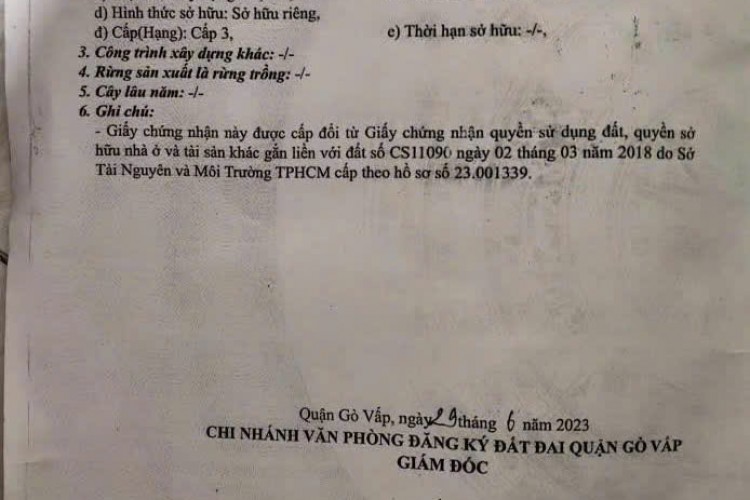 d) Hình thức sở hữu: Sở hữu riêng,
đ) Cấp(Hạng): Cấp 3, e) Thời hạn sở hữu: -/-,
3. Công trình xây dựng khác: -/-
4. Rừng sản xuất là rừng trồng: -/-
5. Cây lâu năm: -/-
6. Ghi chú:
- Giấy chứng nhận này được cấp đổi từ Giấy chứng nhận quyền sử dụng đất, quyền sở
hữu nhà ở và tài sản khác gắn liền với đất số CS11090 ngày 02 tháng 03 năm 2018 do Sở
Tài Nguyên và Môi Trường TPHCM cấp theo hồ sơ số 23.001339.
Quận Gò Vấp, ngày 29 tháng 6 năm 2023
CHI NHÁNH VĂN PHÒNG ĐĂNG KÝ ĐẤT ĐAI QUẬN GÒ VẤP
GIÁM ĐỐC